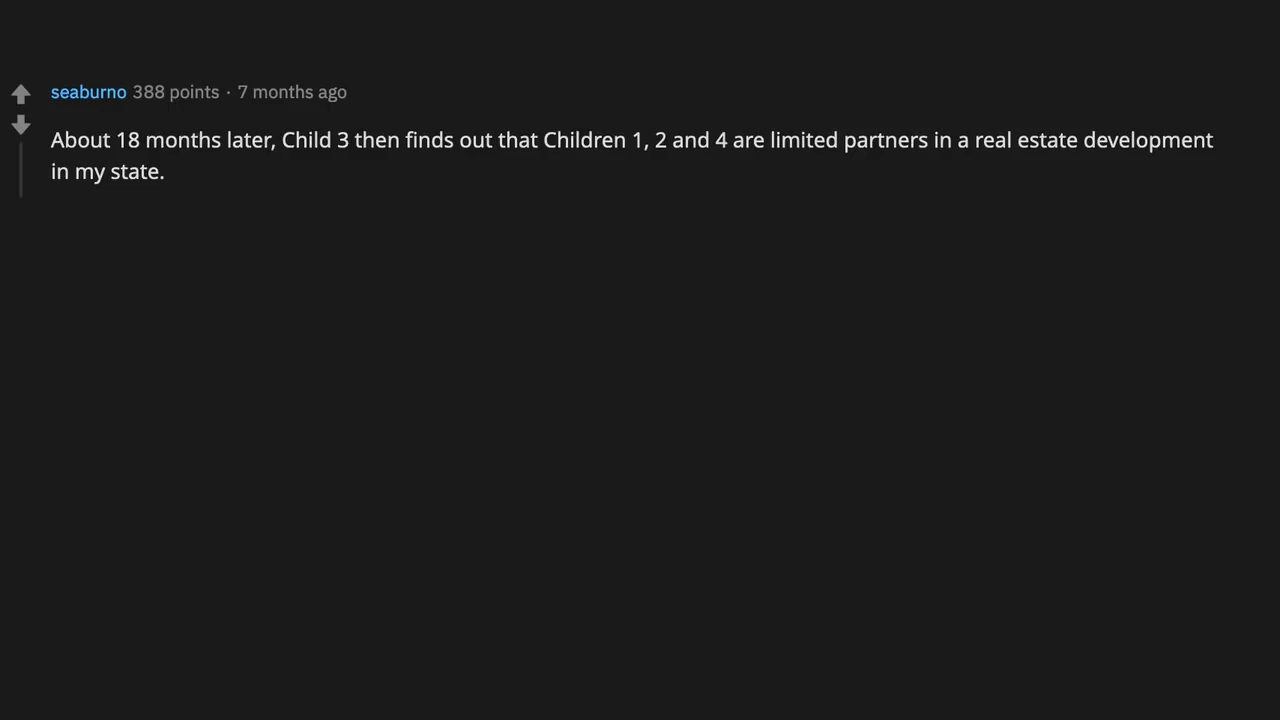 seaburno 388 points · 7 months ago
About 18 months later, Child 3 then finds out that Children 1, 2 and 4 are limited partners in a real estate development
in my state.